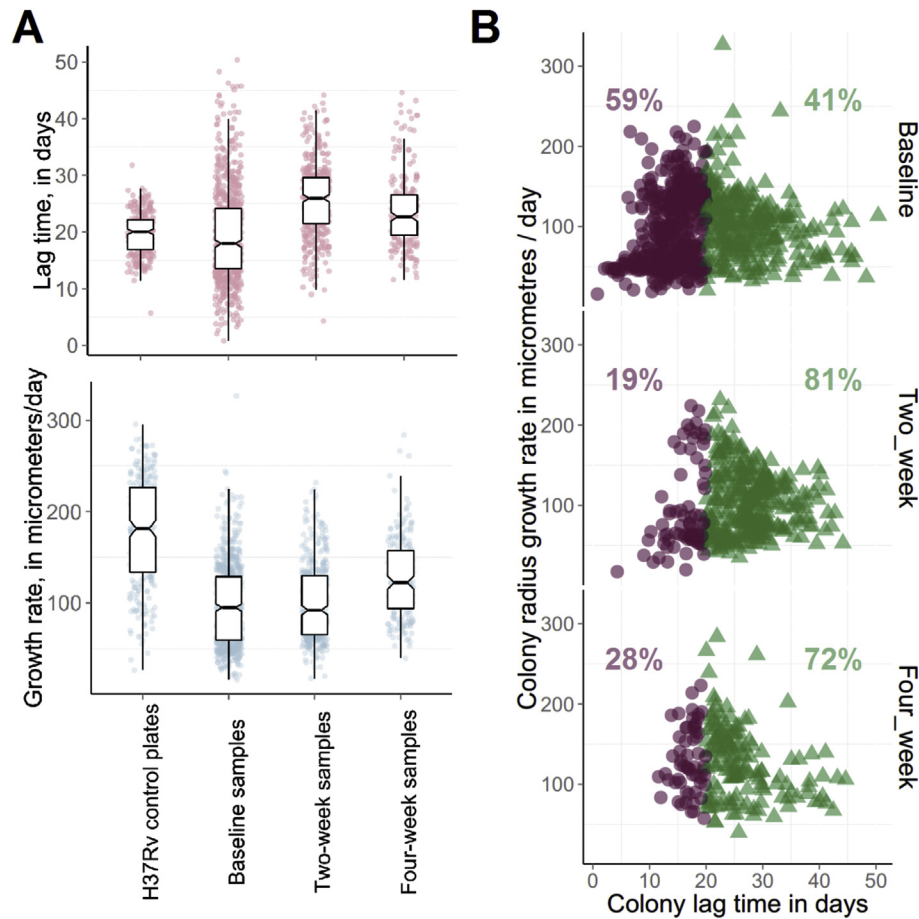 A
Lag time, in days
50
40
30
20
10
0
Growth rate, in micrometers/day
300
200
100
H37Rv control plates
Baseline samples
Two-week samples
Four-week samples
B
Colony radius growth rate in micrometres / day
300
200
100
59%
41%
Baseline
300
200
100
19%
81%
Two_week
300
200
100
28%
72%
Four_week
0 10 20 30 40 50
Colony lag time in days